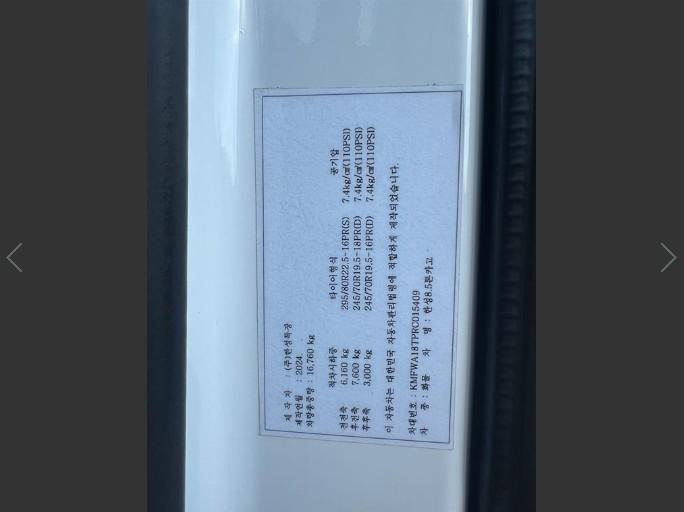 제 작 자 : (주)한성특장
제작연월 : 2024.
차량총중량 : 16,760 kg
적차시하중 타이어형식 공기압
전전축 6,160 kg 295/80R22.5-16PR(S) 7.4kg/㎠(110PSI)
후전축 7,600 kg 245/70R19.5-18PR(D) 7.4kg/㎠(110PSI)
후후축 3,000 kg 245/70R19.5-16PR(D) 7.4kg/㎠(110PSI)
이 자동차는 대한민국 자동차관리법령에 적합하게 제작되었습니다.
차대번호 : KMFWA18TPRC015409
차 종 : 화물 차 명 : 한성8.5톤카고